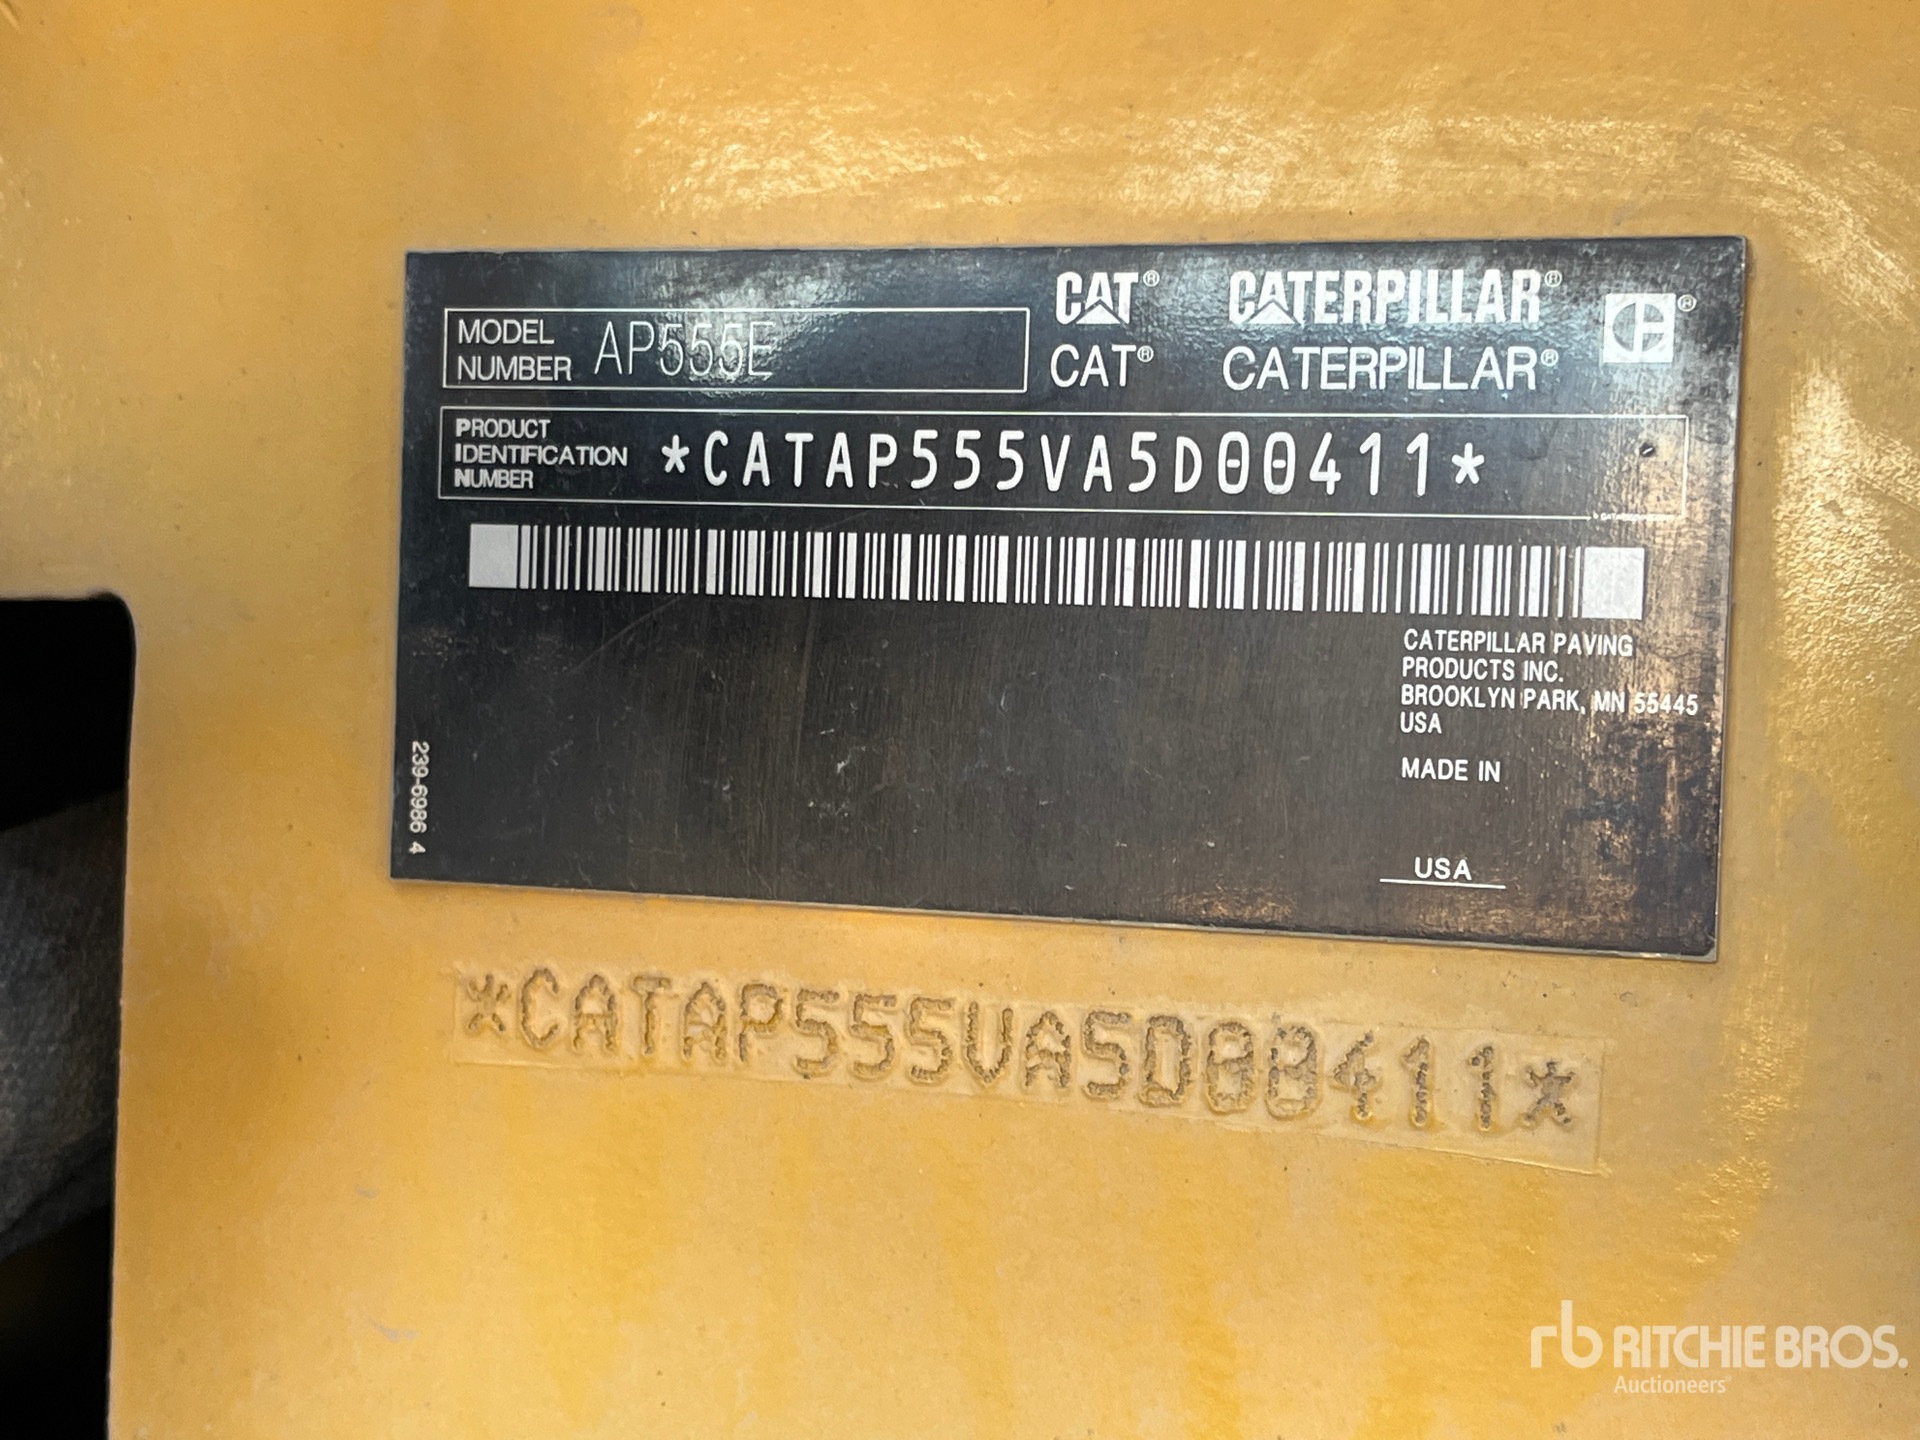 CAT® CATERPILLAR® ®
MODEL
NUMBER AP555E
CAT® CATERPILLAR®
PRODUCT
IDENTIFICATION
NUMBER *CATAP555VA5D00411*
CATERPILLAR PAVING
PRODUCTS INC.
BROOKLYN PARK, MN 55445
USA
MADE IN
USA
239-6986 4
*CATAP555VA5D00411*
rb RITCHIE BROS.
Auctioneers